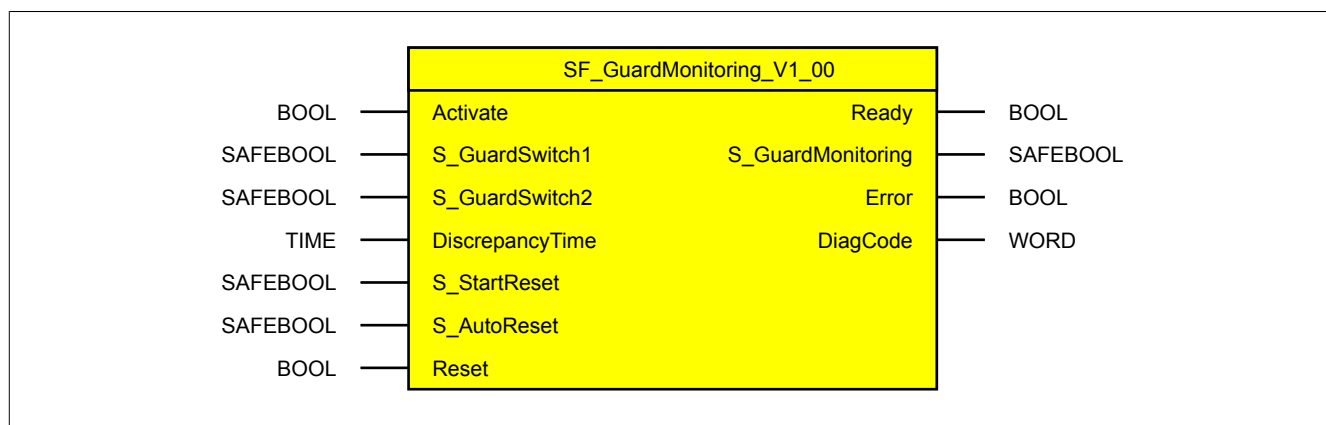 SF_GuardMonitoring_V1_00
BOOL Activate Ready BOOL
SAFEBOOL S_GuardSwitch1 S_GuardMonitoring SAFEBOOL
SAFEBOOL S_GuardSwitch2 Error BOOL
TIME DiscrepancyTime DiagCode WORD
SAFEBOOL S_StartReset
SAFEBOOL S_AutoReset
BOOL Reset